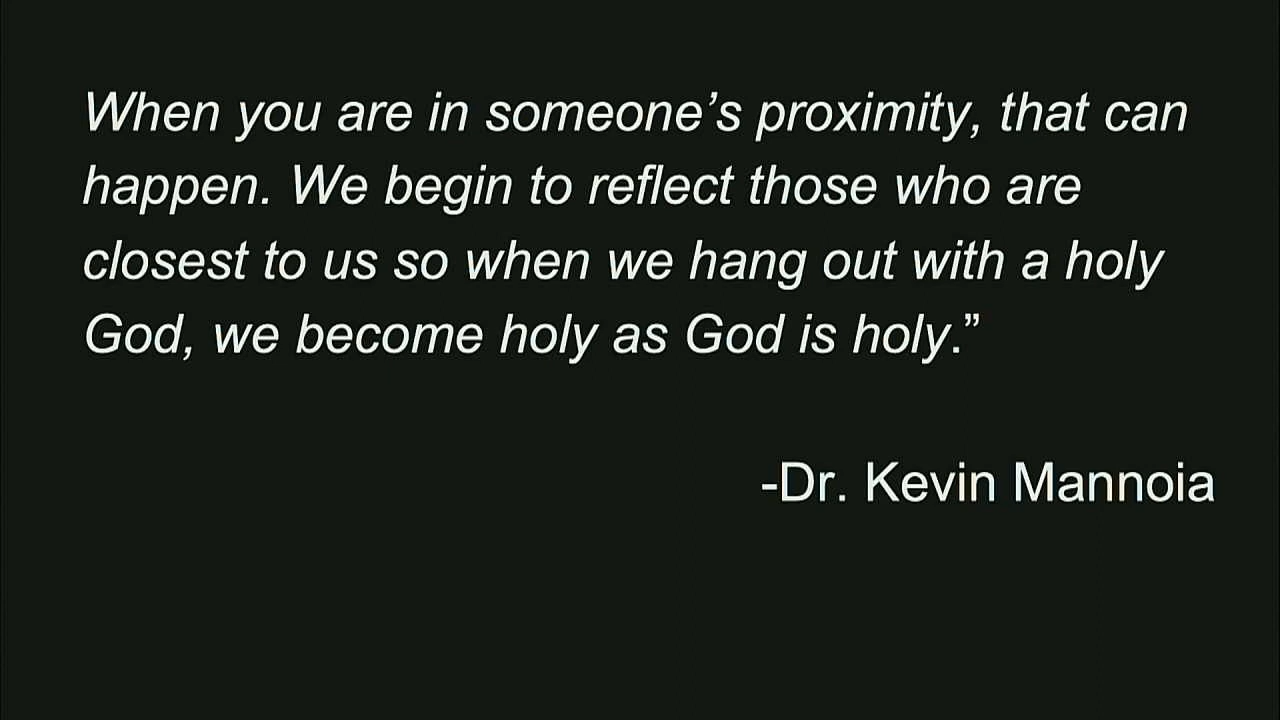 When you are in someone’s proximity, that can
happen. We begin to reflect those who are
closest to us so when we hang out with a holy
God, we become holy as God is holy.”
-Dr. Kevin Mannoia